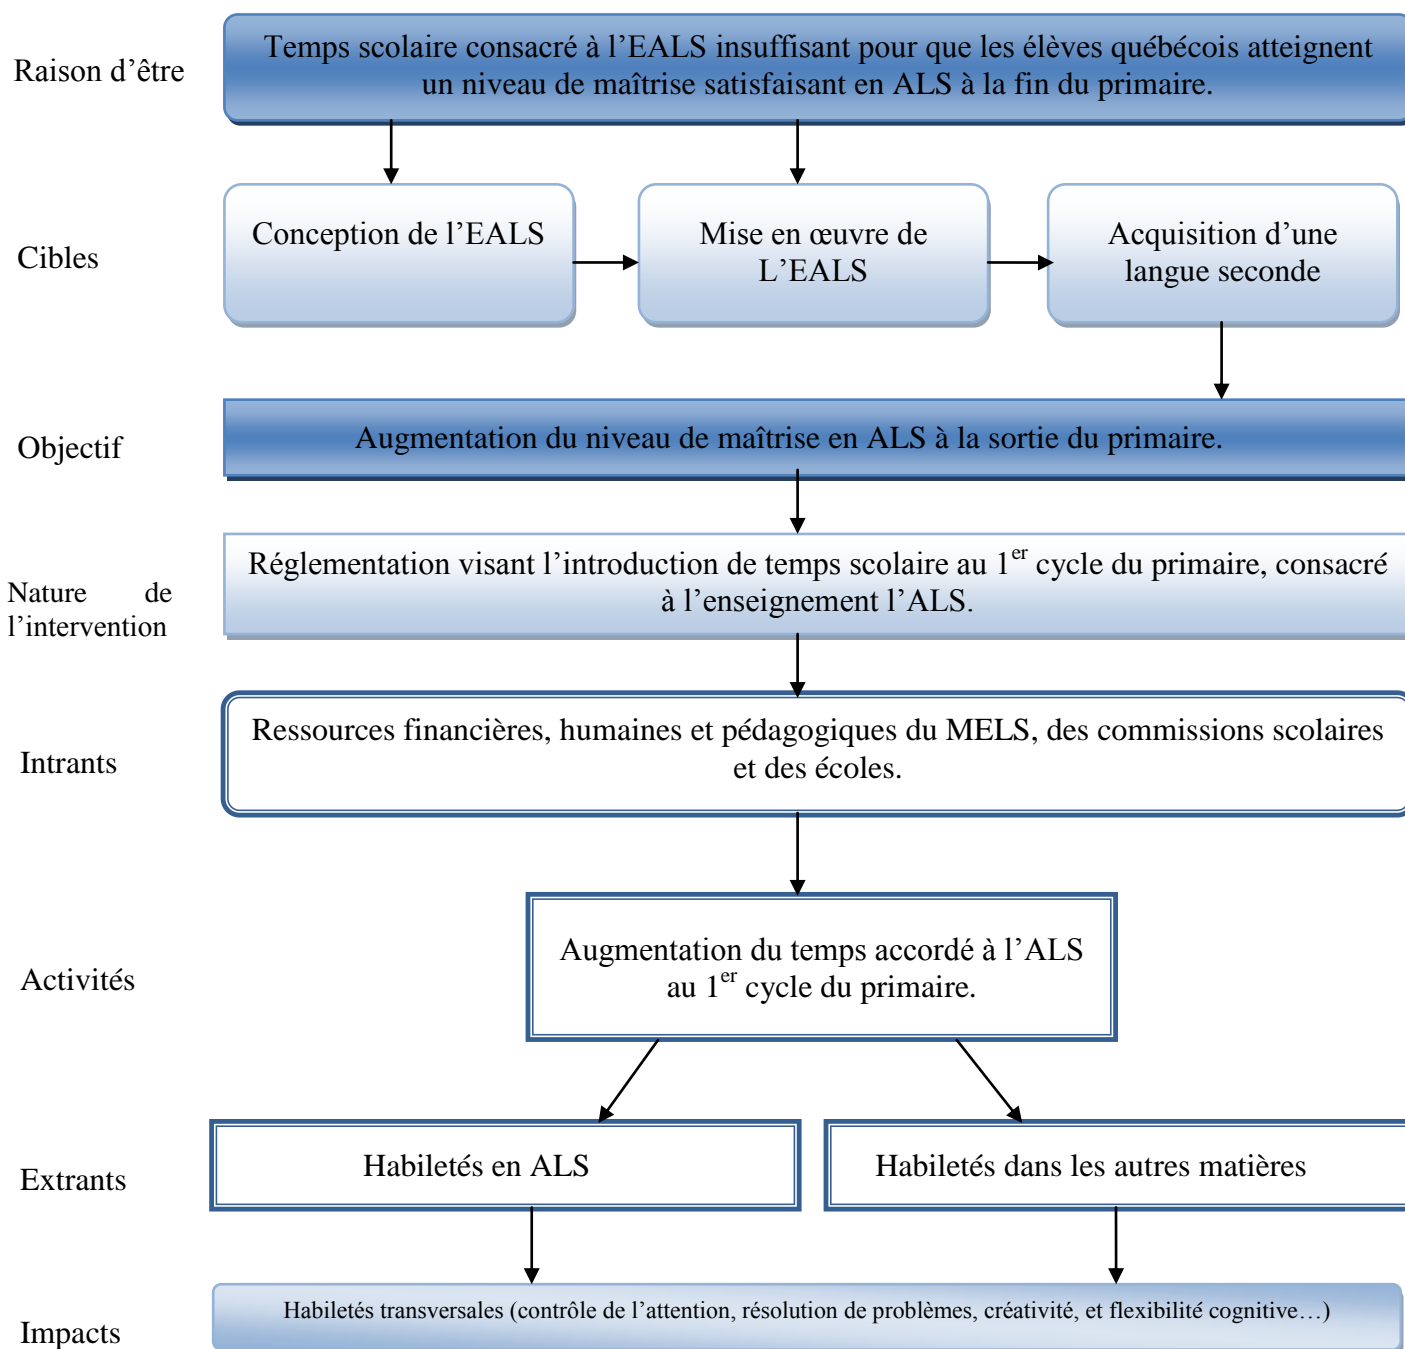 Raison d’être
Temps scolaire consacré à l’EALS insuffisant pour que les élèves québécois atteignent
un niveau de maîtrise satisfaisant en ALS à la fin du primaire.
Cibles
Conception de l’EALS
Mise en œuvre de
L’EALS
Acquisition d’une
langue seconde
Objectif
Augmentation du niveau de maîtrise en ALS à la sortie du primaire.
Nature de
l’intervention
Réglementation visant l’introduction de temps scolaire au 1er cycle du primaire, consacré
à l’enseignement l’ALS.
Intrants
Ressources financières, humaines et pédagogiques du MELS, des commissions scolaires
et des écoles.
Activités
Augmentation du temps accordé à l’ALS
au 1er cycle du primaire.
Extrants
Habiletés en ALS
Habiletés dans les autres matières
Impacts
Habiletés transversales (contrôle de l’attention, résolution de problèmes, créativité, et flexibilité cognitive…)